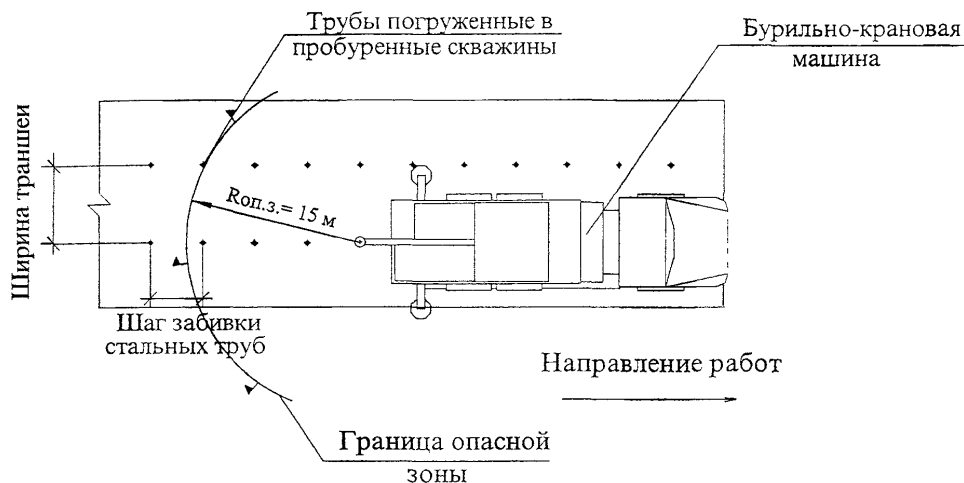 Трубы погруженные в
пробуренные скважины
Бурильно-крановая
машина
Ширина траншеи
Rоп.з.= 15 м
Шаг забивки
стальных труб
Направление работ
Граница опасной
зоны